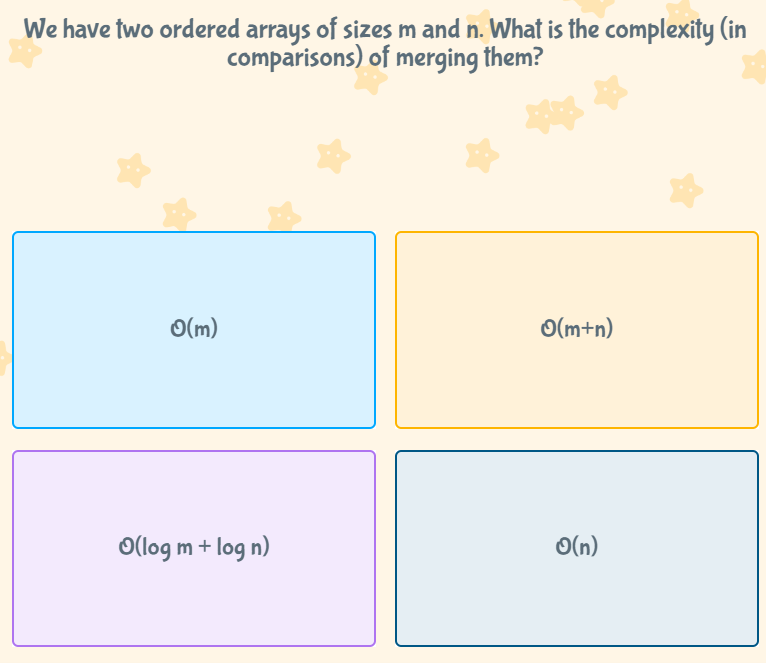 We have two ordered arrays of sizes m and n. What is the complexity (in
comparisons) of merging them?
O(m)
O(m+n)
O(log m + log n)
O(n)